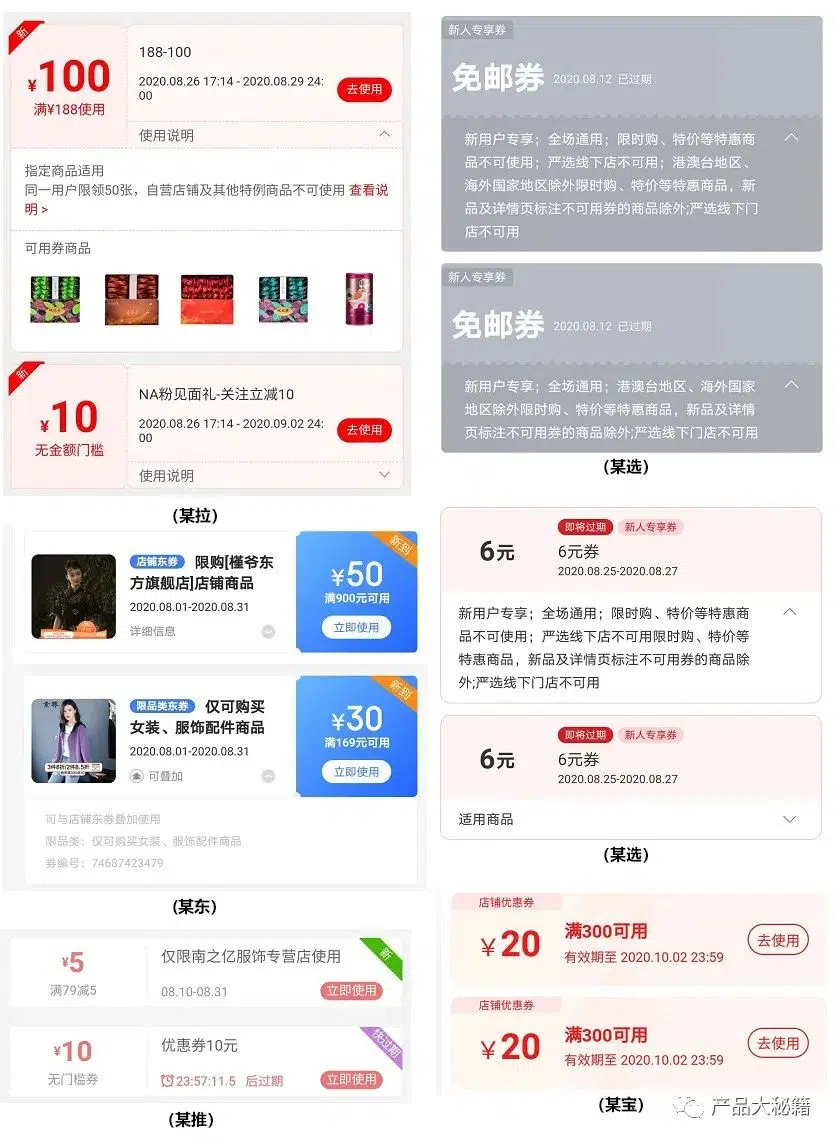 新
¥100
满¥188使用
188-100
2020.08.26 17:14 - 2020.08.29 24:
00
去使用
使用说明
指定商品适用
同一用户限领50张，自营店铺及其他特例商品不可使用 查看说
明 >
可用券商品
新
¥10
无金额门槛
NA粉见面礼-关注立减10
2020.08.26 17:14 - 2020.09.02 24:
00
去使用
使用说明
(某拉)
新人专享券
免邮券 2020.08.12 已过期
新用户专享；全场通用；限时购、特价等特惠商
品不可使用；严选线下店不可用；港澳台地区、
海外国家地区除外限时购、特价等特惠商品，新
品及详情页标注不可用券的商品除外;严选线下门
店不可用
新人专享券
免邮券 2020.08.12 已过期
新用户专享；全场通用；港澳台地区、海外国家
地区除外限时购、特价等特惠商品，新品及详情
页标注不可用券的商品除外;严选线下门店不可用
(某选)
店铺东券 限购[槿爷东
方旗舰店]店铺商品
2020.08.01-2020.08.31
详细信息
新到
¥50
满900元可用
立即使用
限品类东券 仅可购买
女装、服饰配件商品
2020.08.01-2020.08.31
可叠加
新到
¥30
满169元可用
立即使用
可与店铺东券叠加使用
限品类：仅可购买女装、服饰配件商品
券编号：74687423479
(某东)
6元
即将过期 新人专享券
6元券
2020.08.25-2020.08.27
新用户专享；全场通用；限时购、特价等特惠商
品不可使用；严选线下店不可用限时购、特价等
特惠商品，新品及详情页标注不可用券的商品除
外;严选线下门店不可用
6元
即将过期 新人专享券
6元券
2020.08.25-2020.08.27
适用商品
(某选)
¥5
满79减5
仅限南之亿服饰专营店使用
08.10-08.31
新
立即使用
¥10
无门槛券
优惠券10元
23:57:11.5 后过期
快过期
立即使用
(某推)
店铺优惠券
¥20
满300可用
有效期至 2020.10.02 23:59
去使用
店铺优惠券
¥20
满300可用
有效期至 2020.10.02 23:59
去使用
(某宝)
产品大秘籍